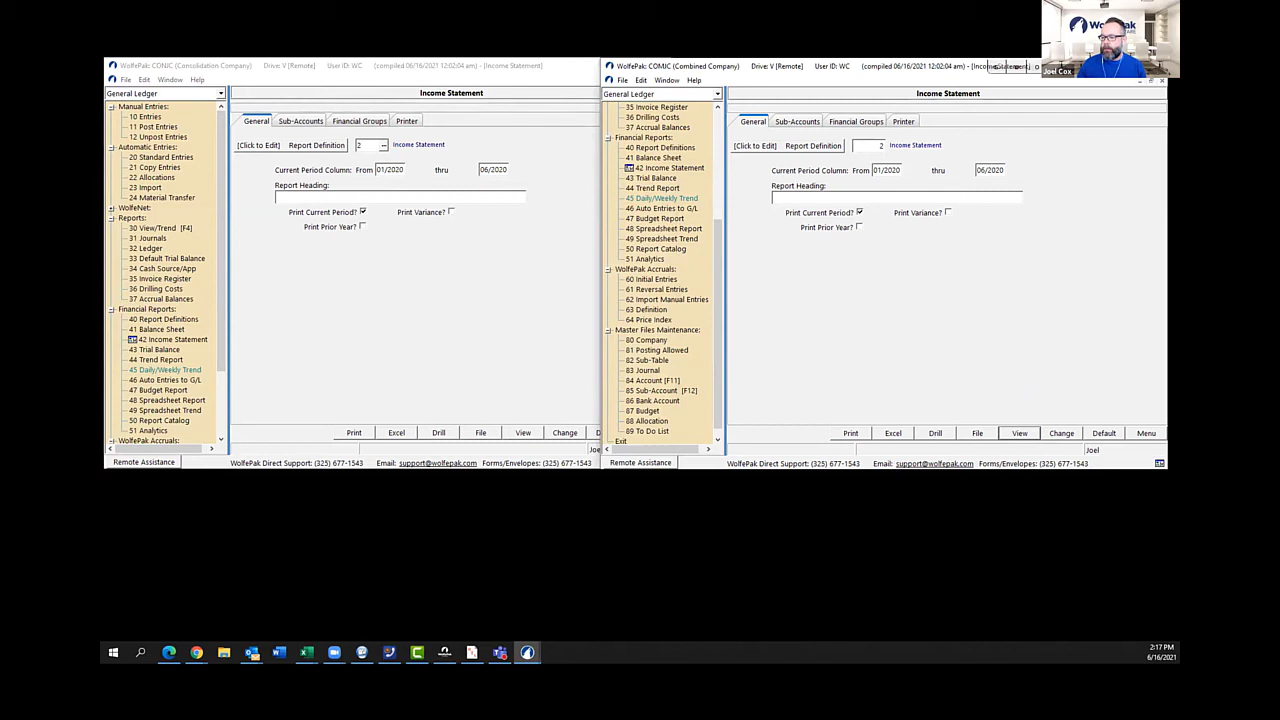 WolfePak: CONJC (Consolidation Company) Drive: V [Remote] User ID: WC (compiled 06/16/2021 12:02:04 am) - [Income Statement]
File Edit Window Help
General Ledger
Income Statement
Manual Entries:
10 Entries
11 Post Entries
12 Unpost Entries
Automatic Entries:
20 Standard Entries
21 Copy Entries
22 Allocations
23 Import
24 Material Transfer
WolfeNet:
Reports:
30 View/Trend [F4]
31 Journals
32 Ledger
33 Default Trial Balance
34 Cash Source/App
35 Invoice Register
36 Drilling Costs
37 Accrual Balances
Financial Reports:
40 Report Definitions
41 Balance Sheet
42 Income Statement
43 Trial Balance
44 Trend Report
45 Daily/Weekly Trend
46 Auto Entries to G/L
47 Budget Report
48 Spreadsheet Report
49 Spreadsheet Trend
50 Report Catalog
51 Analytics
WolfePak Accruals:
General Sub-Accounts Financial Groups Printer
[Click to Edit] Report Definition 2 ... Income Statement
Current Period Column: From 01/2020 thru 06/2020
Report Heading:
Print Current Period? Print Variance?
Print Prior Year?
Print Excel Drill File View Change
Joe
Remote Assistance WolfePak Direct Support: (325) 677-1543 Email: support@wolfepak.com Forms/Envelopes: (325) 677-1543
WolfePak: COMJC (Combined Company) Drive: V [Remote] User ID: WC (compiled 06/16/2021 12:02:04 am) - [Income Statement]
File Edit Window Help
General Ledger
Income Statement
35 Invoice Register
36 Drilling Costs
37 Accrual Balances
Financial Reports:
40 Report Definitions
41 Balance Sheet
42 Income Statement
43 Trial Balance
44 Trend Report
45 Daily/Weekly Trend
46 Auto Entries to G/L
47 Budget Report
48 Spreadsheet Report
49 Spreadsheet Trend
50 Report Catalog
51 Analytics
WolfePak Accruals:
60 Initial Entries
61 Reversal Entries
62 Import Manual Entries
63 Definition
64 Price Index
Master Files Maintenance:
80 Company
81 Posting Allowed
82 Sub-Table
83 Journal
84 Account [F11]
85 Sub-Account [F12]
86 Bank Account
87 Budget
88 Allocation
89 To Do List
Exit
General Sub-Accounts Financial Groups Printer
[Click to Edit] Report Definition 2 Income Statement
Current Period Column: From 01/2020 thru 06/2020
Report Heading:
Print Current Period? Print Variance?
Print Prior Year?
Print Excel Drill File View Change Default Menu
Joel
Remote Assistance WolfePak Direct Support: (325) 677-1543 Email: support@wolfepak.com Forms/Envelopes: (325) 677-1543
Joel Cox
2:17 PM
6/16/2021